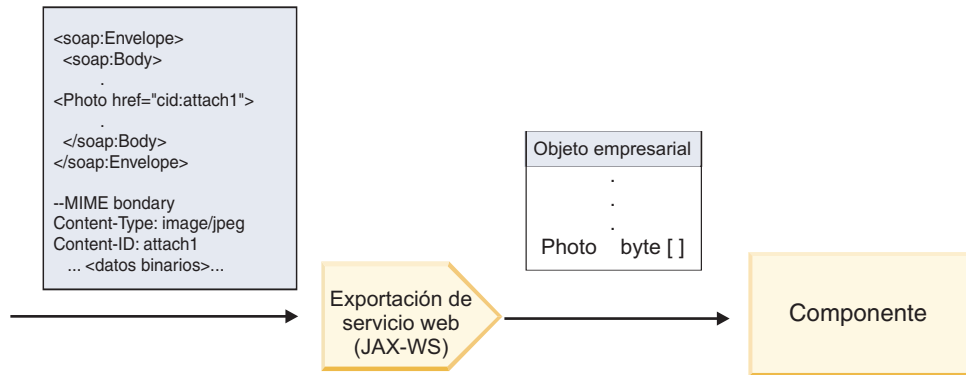 <soap:Envelope>
<soap:Body>
.
<Photo href="cid:attach1">
.
</soap:Body>
</soap:Envelope>
--MIME bondary
Content-Type: image/jpeg
Content-ID: attach1
... <datos binarios>...
Exportación de
servicio web
(JAX-WS)
Objeto empresarial
.
.
.
Photo byte [ ]
Componente